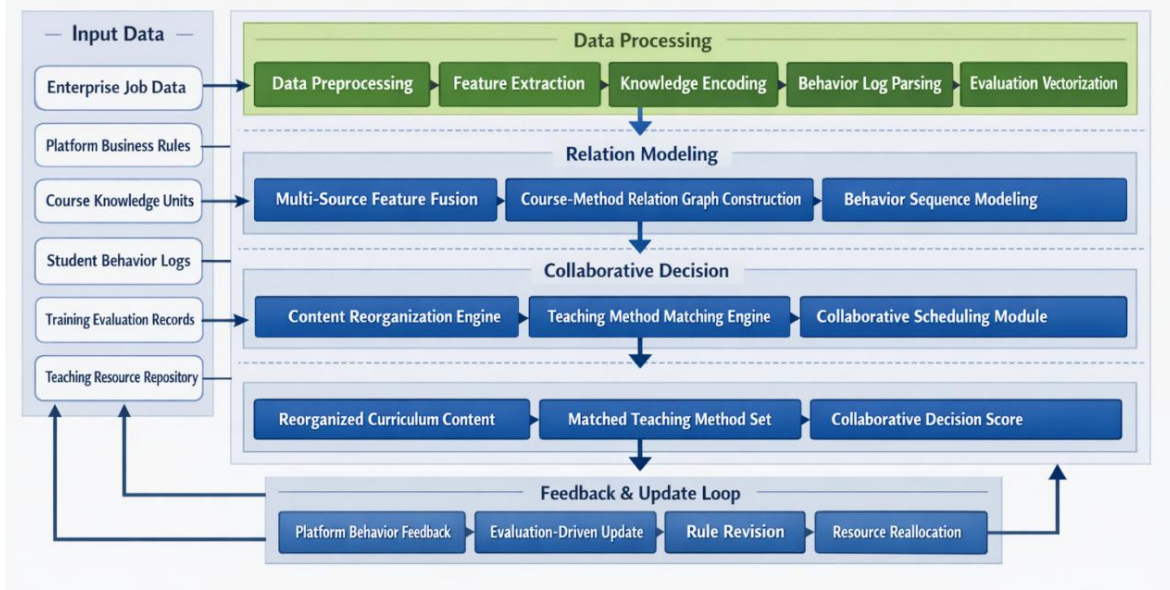 Input Data
Enterprise Job Data
Platform Business Rules
Course Knowledge Units
Student Behavior Logs
Training Evaluation Records
Teaching Resource Repository
Data Processing
Data Preprocessing
Feature Extraction
Knowledge Encoding
Behavior Log Parsing
Evaluation Vectorization
Relation Modeling
Multi-Source Feature Fusion
Course-Method Relation Graph Construction
Behavior Sequence Modeling
Collaborative Decision
Content Reorganization Engine
Teaching Method Matching Engine
Collaborative Scheduling Module
Reorganized Curriculum Content
Matched Teaching Method Set
Collaborative Decision Score
Feedback & Update Loop
Platform Behavior Feedback
Evaluation-Driven Update
Rule Revision
Resource Reallocation